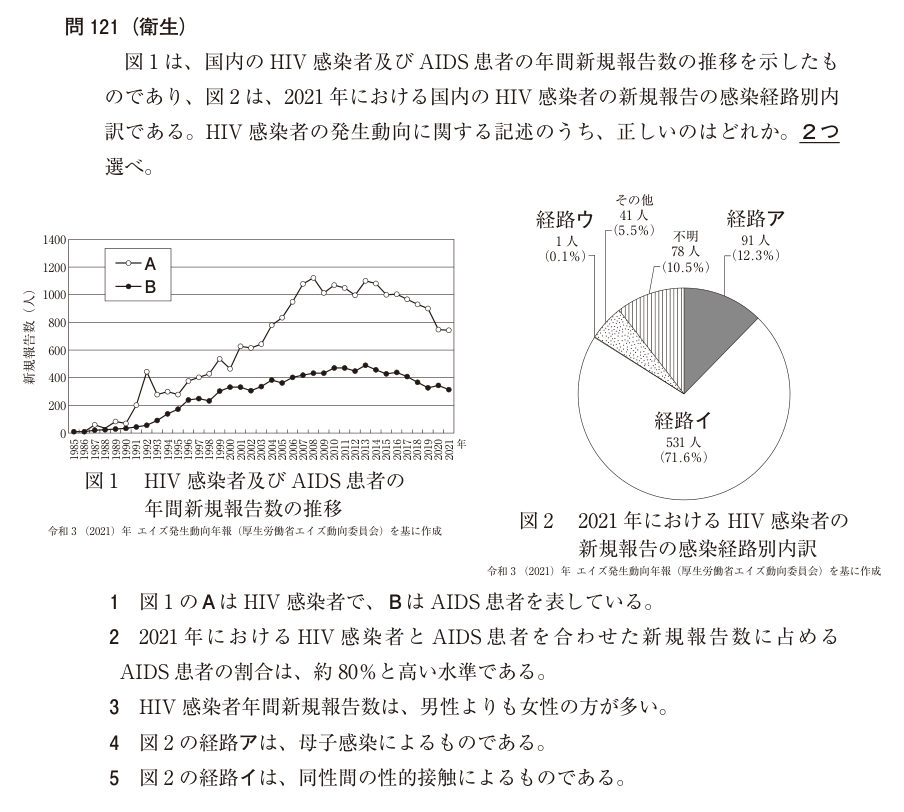 問 121（衛生）
図１は、国内の HIV 感染者及び AIDS 患者の年間新規報告数の推移を示したも
のであり、図２は、2021 年における国内の HIV 感染者の新規報告の感染経路別内
訳である。HIV 感染者の発生動向に関する記述のうち、正しいのはどれか。２つ
選べ。
1400
1200
1000
800
600
400
200
0
新規報告数（人）
A
B
1985
1986
1987
1988
1989
1990
1991
1992
1993
1994
1995
1996
1997
1998
1999
2000
2001
2002
2003
2004
2005
2006
2007
2008
2009
2010
2011
2012
2013
2014
2015
2016
2017
2018
2019
2020
2021
年
図１　HIV 感染者及び AIDS 患者の
年間新規報告数の推移
令和３（2021）年 エイズ発生動向年報（厚生労働省エイズ動向委員会）を基に作成
経路ウ
1 人
(0.1%)
その他
41 人
(5.5%)
不明
78 人
(10.5%)
経路ア
91 人
(12.3%)
経路イ
531 人
(71.6%)
図２　2021 年における HIV 感染者の
新規報告の感染経路別内訳
令和３（2021）年 エイズ発生動向年報（厚生労働省エイズ動向委員会）を基に作成
1　図１のAは HIV 感染者で、Bは AIDS 患者を表している。
2　2021 年における HIV 感染者と AIDS 患者を合わせた新規報告数に占める
AIDS 患者の割合は、約 80％と高い水準である。
3　HIV 感染者年間新規報告数は、男性よりも女性の方が多い。
4　図２の経路アは、母子感染によるものである。
5　図２の経路イは、同性間の性的接触によるものである。